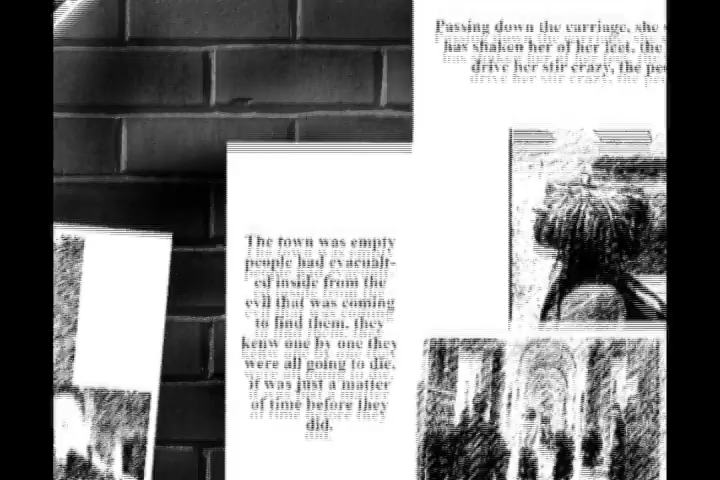 Passing down the carriage, she
has shaken her of her feet, the
drive her stir crazy, the
The town was empty
people had evacualt-
ed inside from the
evil that was coming
to find them, they
kenw one by one they
were all going to die,
it was just a matter
of time before they
did.